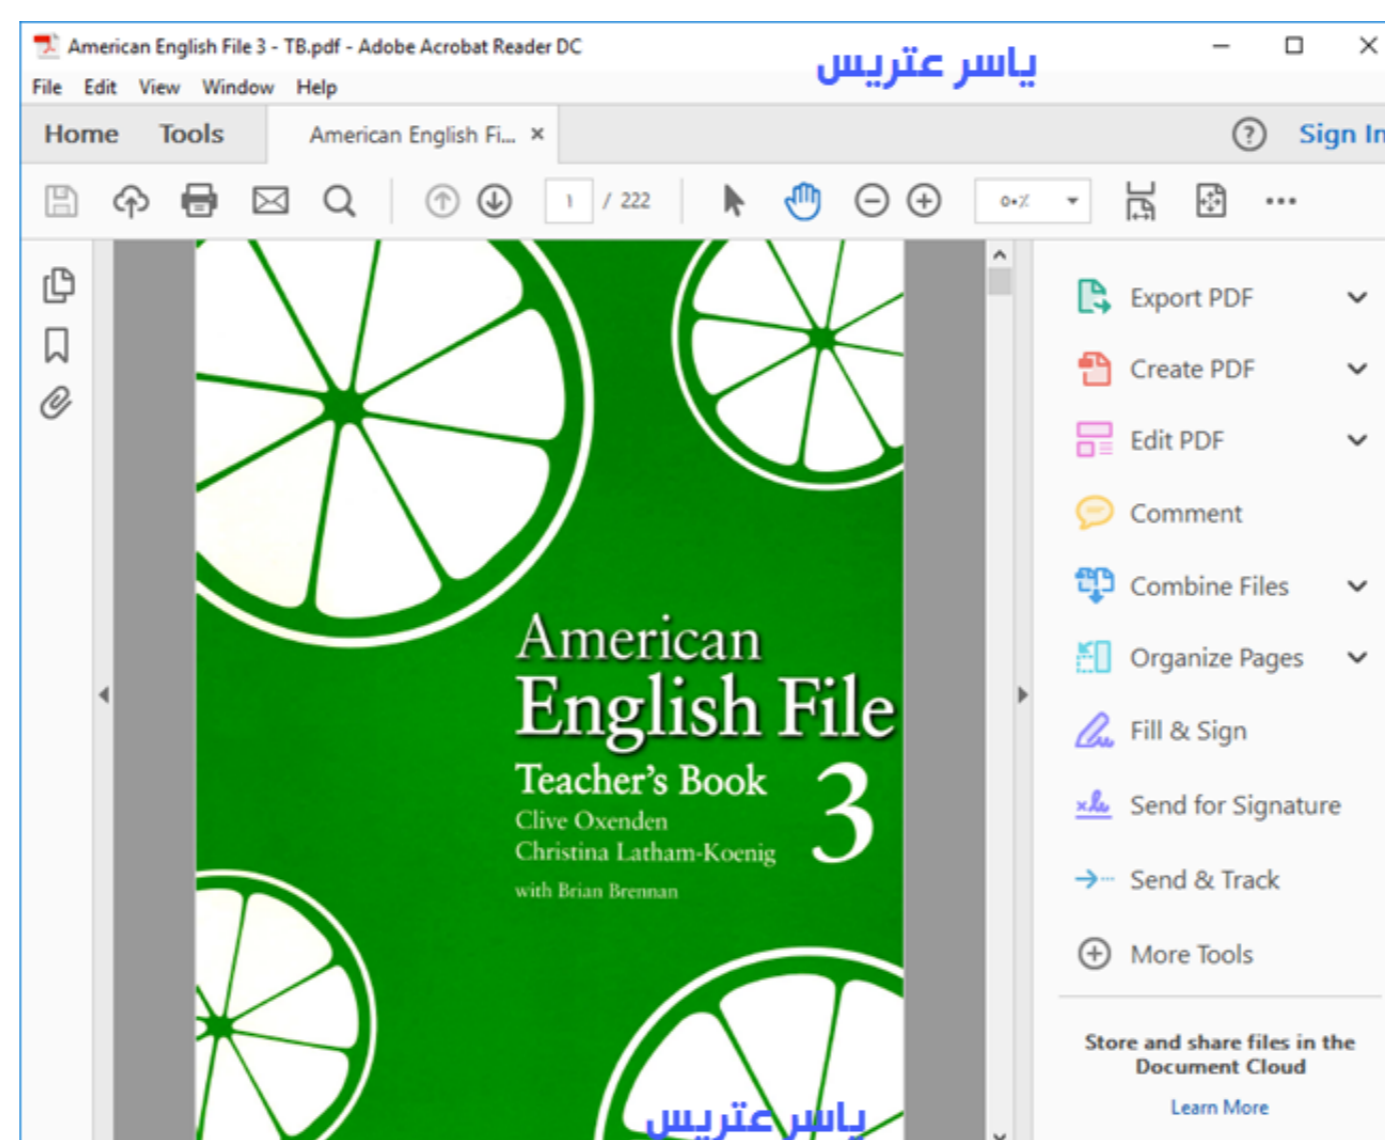 American English File 3 - TB.pdf - Adobe Acrobat Reader DC
ياسر عتريس
File Edit View Window Help
Home Tools American English Fi... × Sign In
١ / 222 ٥٠٪
Export PDF
Create PDF
Edit PDF
Comment
Combine Files
Organize Pages
Fill & Sign
Send for Signature
Send & Track
More Tools
Store and share files in the
Document Cloud
Learn More
American
English File
Teacher's Book 3
Clive Oxenden
Christina Latham-Koenig
with Brian Brennan
ياسر عتريس